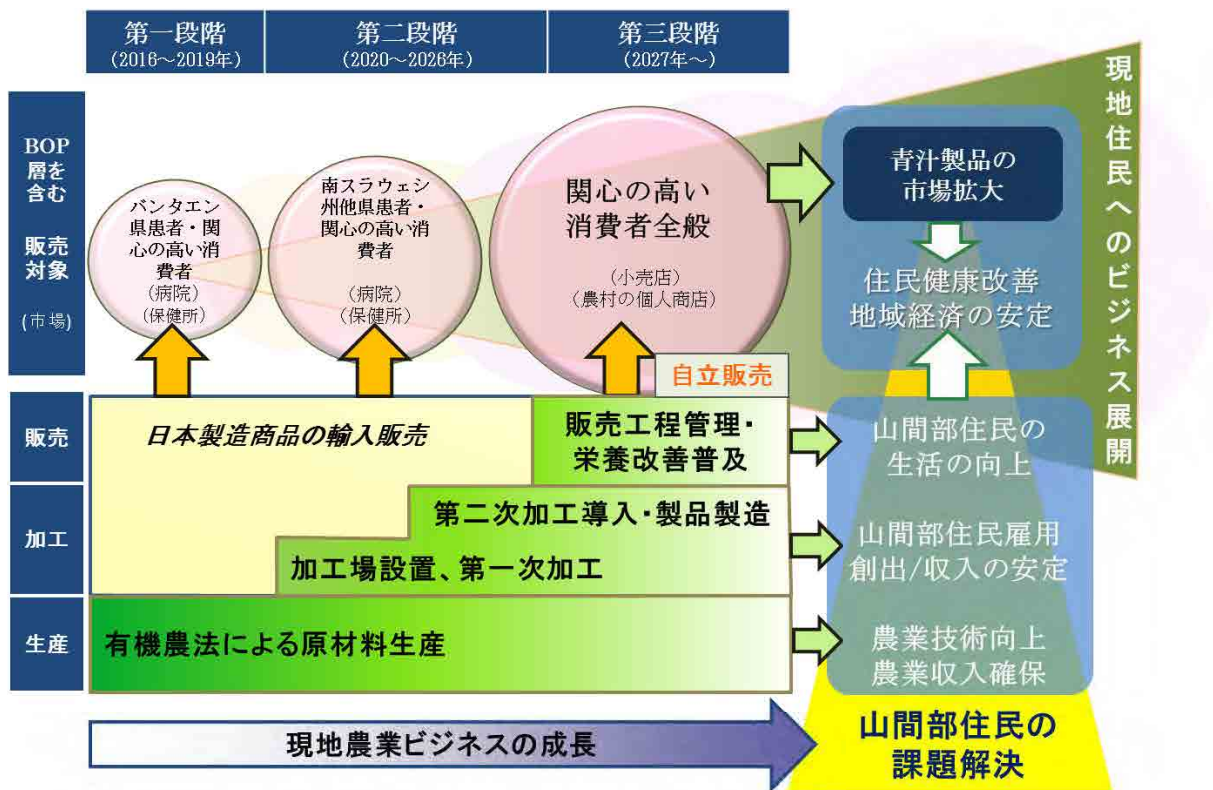 第一段階
(2016～2019年)
第二段階
(2020～2026年)
第三段階
(2027年～)
BOP
層を
含む
販売
対象
(市場)
バンタエン
県患者・関
心の高い消
費者
(病院)
(保健所)
南スラウェシ
州他県患者・
関心の高い消
費者
(病院)
(保健所)
関心の高い
消費者全般
(小売店)
(農村の個人商店)
青汁製品の
市場拡大
住民健康改善
地域経済の安定
現地住民へのビジネス展開
自立販売
販売
日本製造商品の輸入販売
販売工程管理・
栄養改善普及
山間部住民の
生活の向上
加工
第二次加工導入・製品製造
加工場設置、第一次加工
山間部住民雇用
創出/収入の安定
生産
有機農法による原材料生産
農業技術向上
農業収入確保
現地農業ビジネスの成長
山間部住民の
課題解決